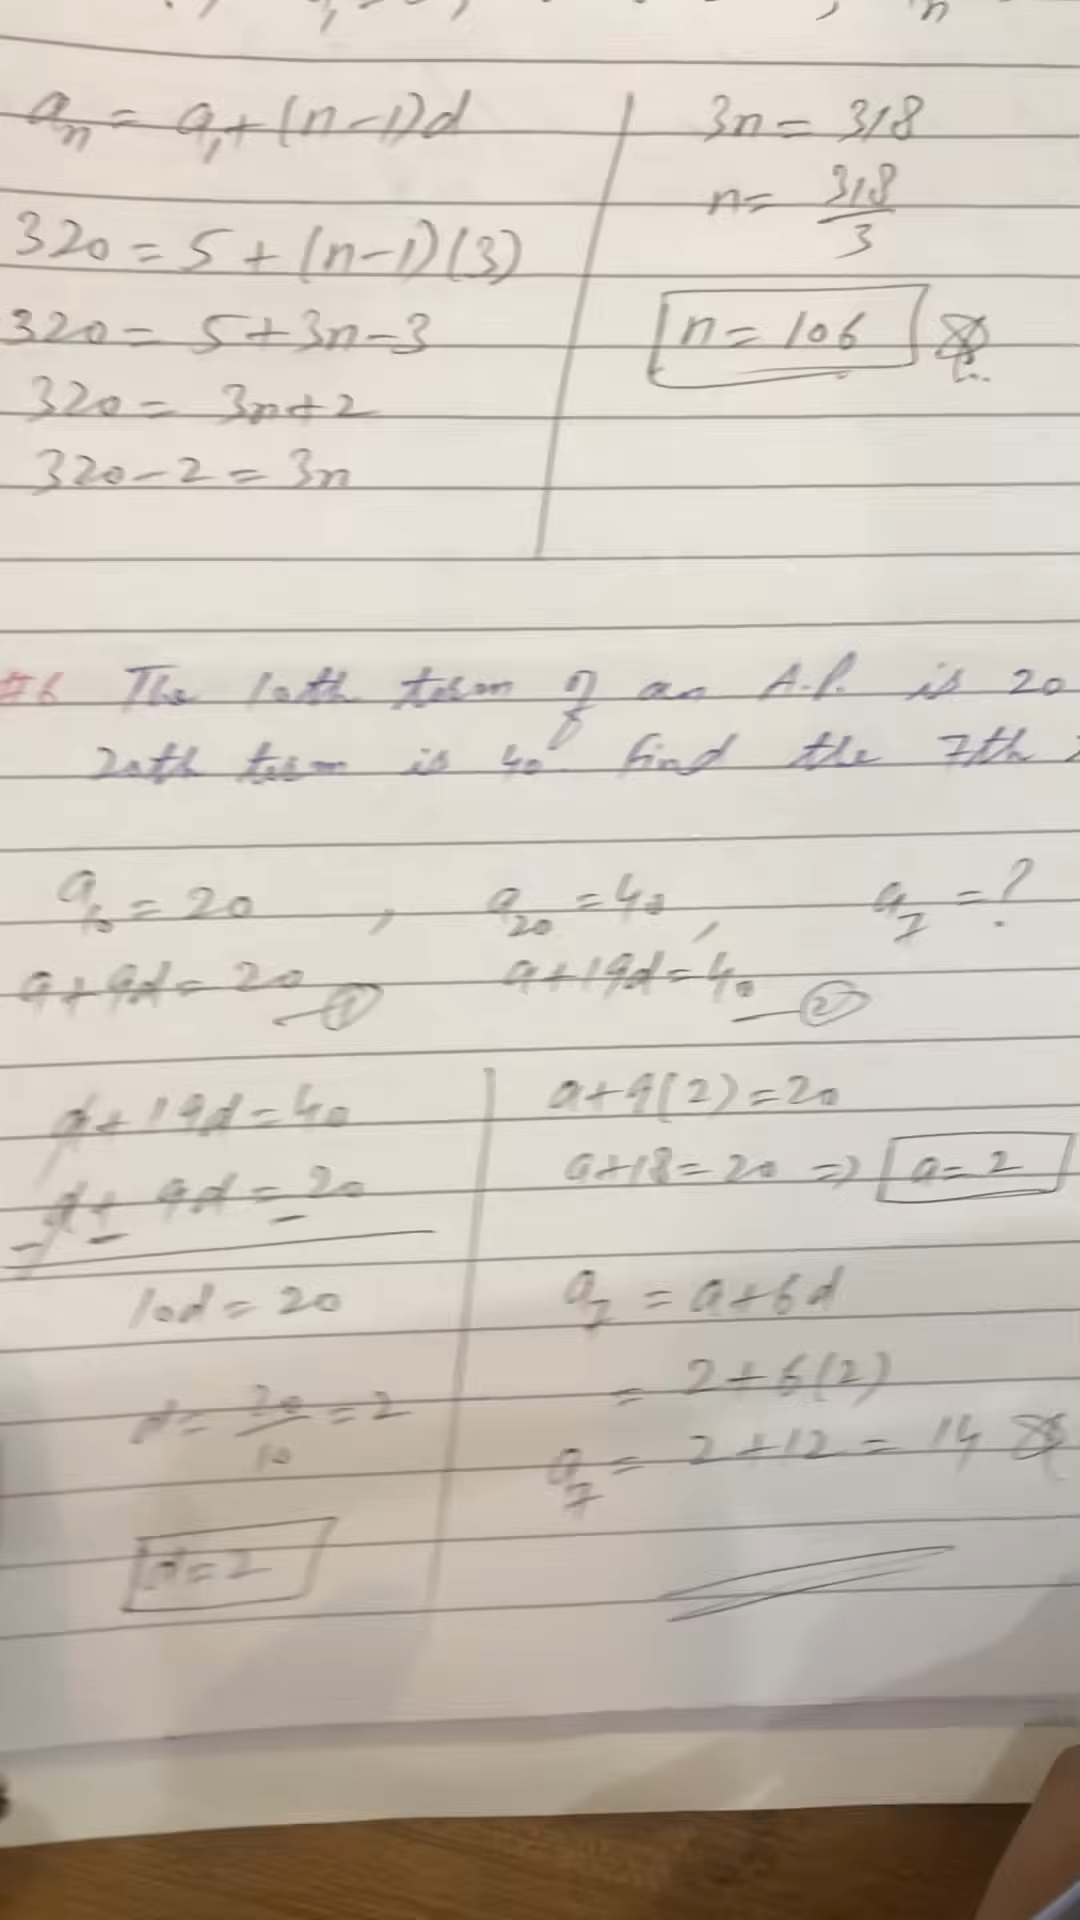 aₙ = a₁ + (n-1)d
320 = 5 + (n-1)(3)
320 = 5+3n-3
320 = 3n+2
320-2 = 3n
3n = 318
n = 318/3
n = 106
#6 The 10th term of an A.P. is 20
20th term is 40 find the 7th
a₁₀ = 20 , a₂₀ = 40, a₇ = ?
a+9d = 20 —① a+19d = 40 —②
a+19d = 40
a+ 9d = 20
- - -
10d = 20
d = 20/10 = 2
d = 2
a+9(2) = 20
a+18 = 20 => a = 2
a₇ = a+6d
= 2+6(2)
a₇ = 2+12 = 14